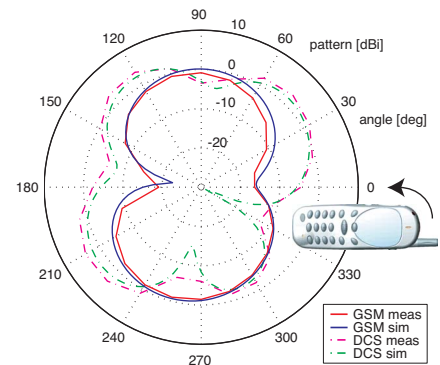 90
120
60
10
pattern [dBi]
0
150
30
-10
angle [deg]
-20
180
0
210
330
240
300
270
GSM meas
GSM sim
DCS meas
DCS sim